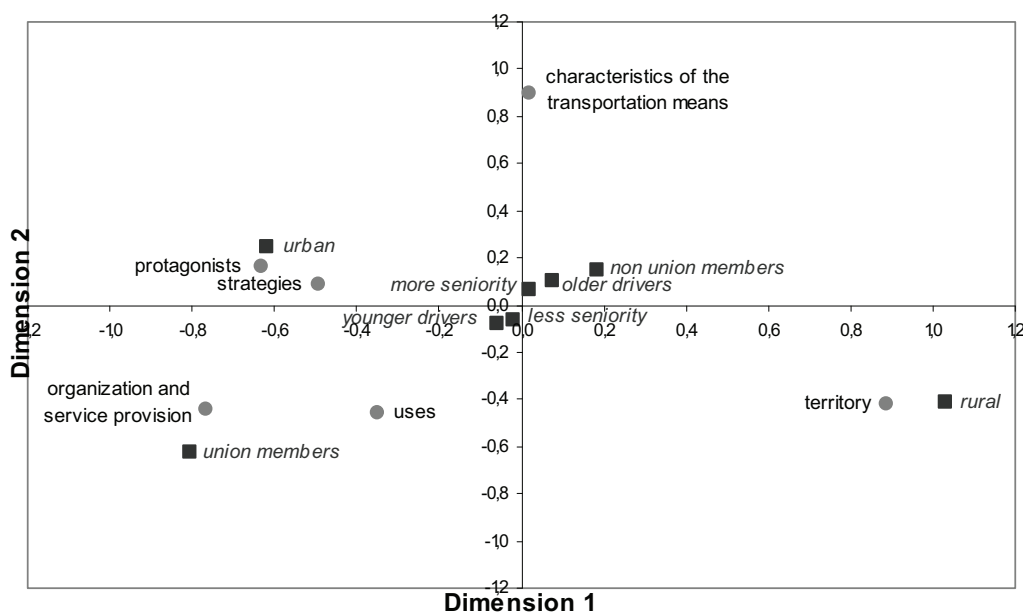 1,2
1,0
characteristics of the
transportation means
0,8
0,6
0,4
urban
0,2
protagonists
non union members
strategies
more seniority
older drivers
0,0
younger drivers
less seniority
-1,2 -1,0 -0,8 -0,6 -0,4 -0,2 0,0 0,2 0,4 0,6 0,8 1,0 1,2
-0,2
Dimension 2
organization and
service provision
uses
-0,4
territory
rural
union members
-0,6
-0,8
-1,0
-1,2
Dimension 1